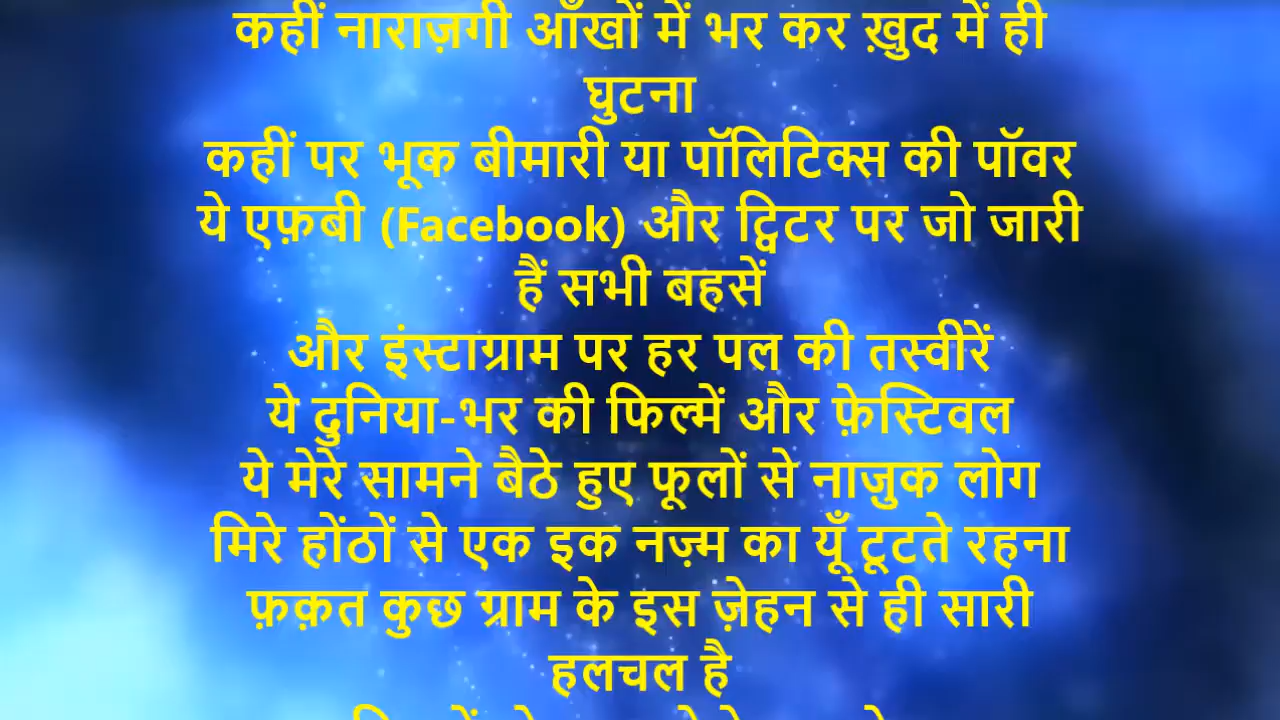 कहीं नाराज़गी आँखों में भर कर ख़ुद में ही
घुटना
कहीं पर भूक बीमारी या पॉलिटिक्स की पॉवर
ये एफ़बी (Facebook) और ट्विटर पर जो जारी
हैं सभी बहसें
और इंस्टाग्राम पर हर पल की तस्वीरें
ये दुनिया-भर की फिल्में और फ़ेस्टिवल
ये मेरे सामने बैठे हुए फूलों से नाज़ुक लोग
मिरे होंठों से एक इक नज़्म का यूँ टूटते रहना
फ़क़त कुछ ग्राम के इस ज़ेहन से ही सारी
हलचल है